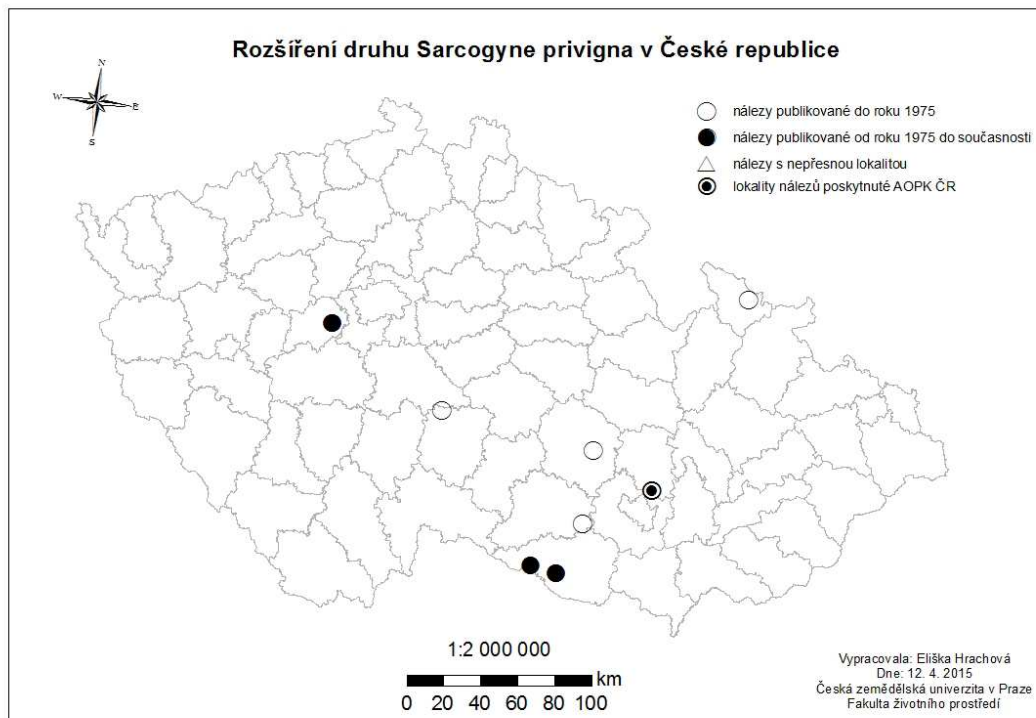 Rozšíření druhu Sarcogyne privigna v České republice
N
W
E
S
nálezy publikované do roku 1975
nálezy publikované od roku 1975 do současnosti
nálezy s nepřesnou lokalitou
lokality nálezů poskytnuté AOPK ČR
1:2 000 000
km
0 20 40 60 80 100
Vypracovala: Eliška Hrachová
Dne: 12. 4. 2015
Česká zemědělská univerzita v Praze
Fakulta životního prostředí